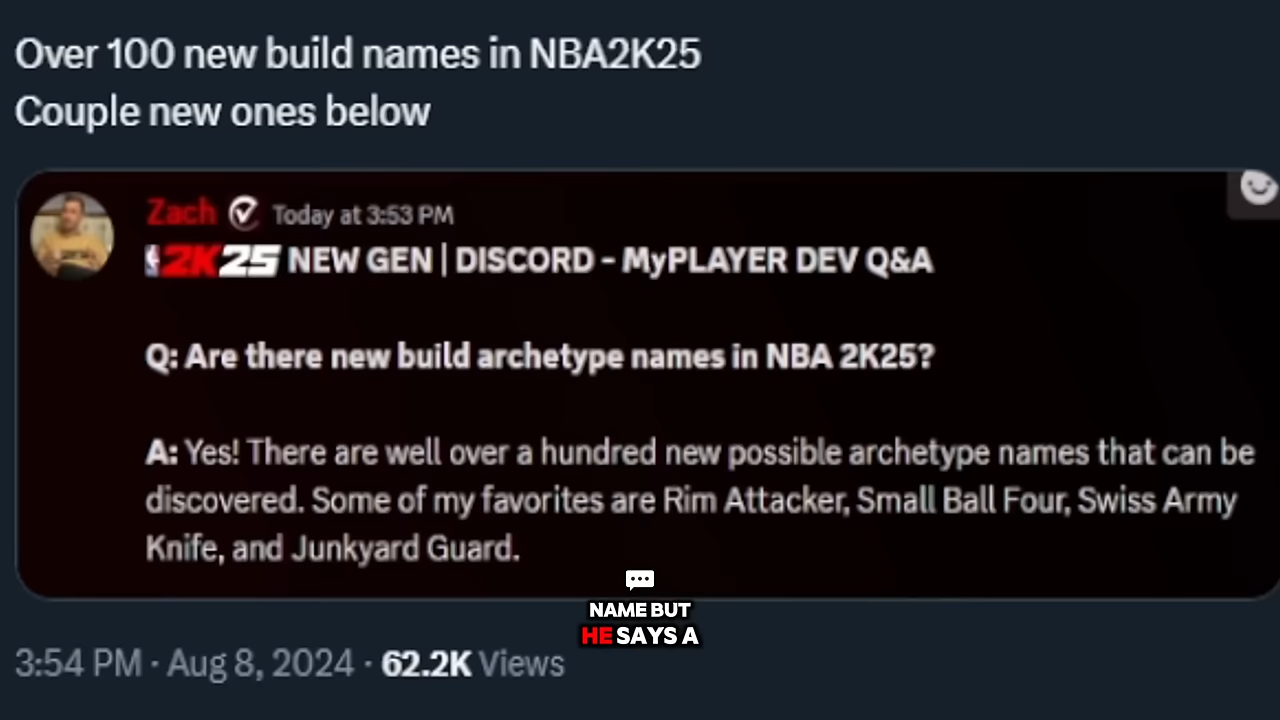 Over 100 new build names in NBA2K25
Couple new ones below
Zach Today at 3:53 PM
2K25 NEW GEN | DISCORD - MyPLAYER DEV Q&A
Q: Are there new build archetype names in NBA 2K25?
A: Yes! There are well over a hundred new possible archetype names that can be
discovered. Some of my favorites are Rim Attacker, Small Ball Four, Swiss Army
Knife, and Junkyard Guard.
NAME BUT
HE SAYS A
3:54 PM · Aug 8, 2024 · 62.2K Views